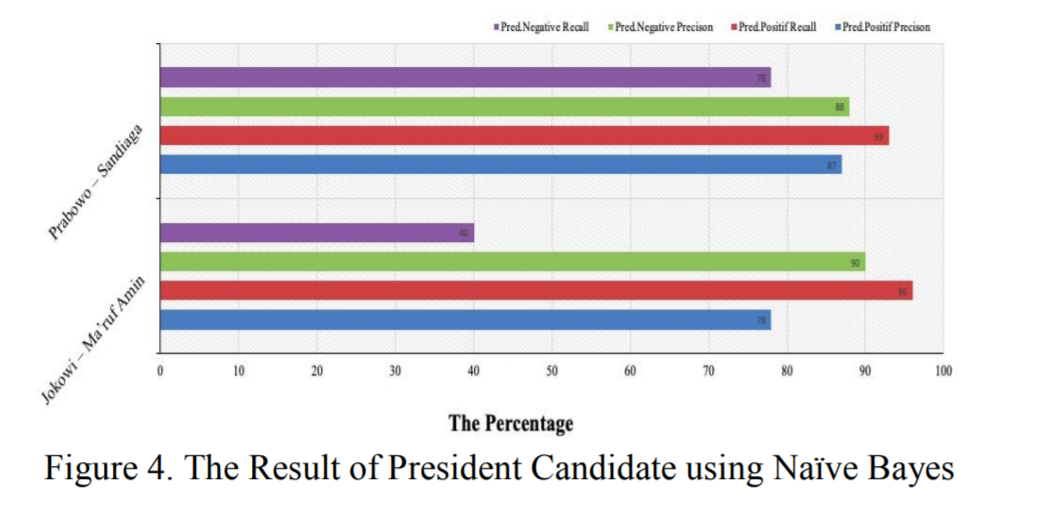 Pred.Negative Recall Pred.Negative Precison Pred.Positif Recall Pred.Positif Precison
Prabowo – Sandiaga
78
88
93
87
Jokowi – Ma'ruf Amin
40
90
96
78
0 10 20 30 40 50 60 70 80 90 100
The Percentage
Figure 4. The Result of President Candidate using Naïve Bayes